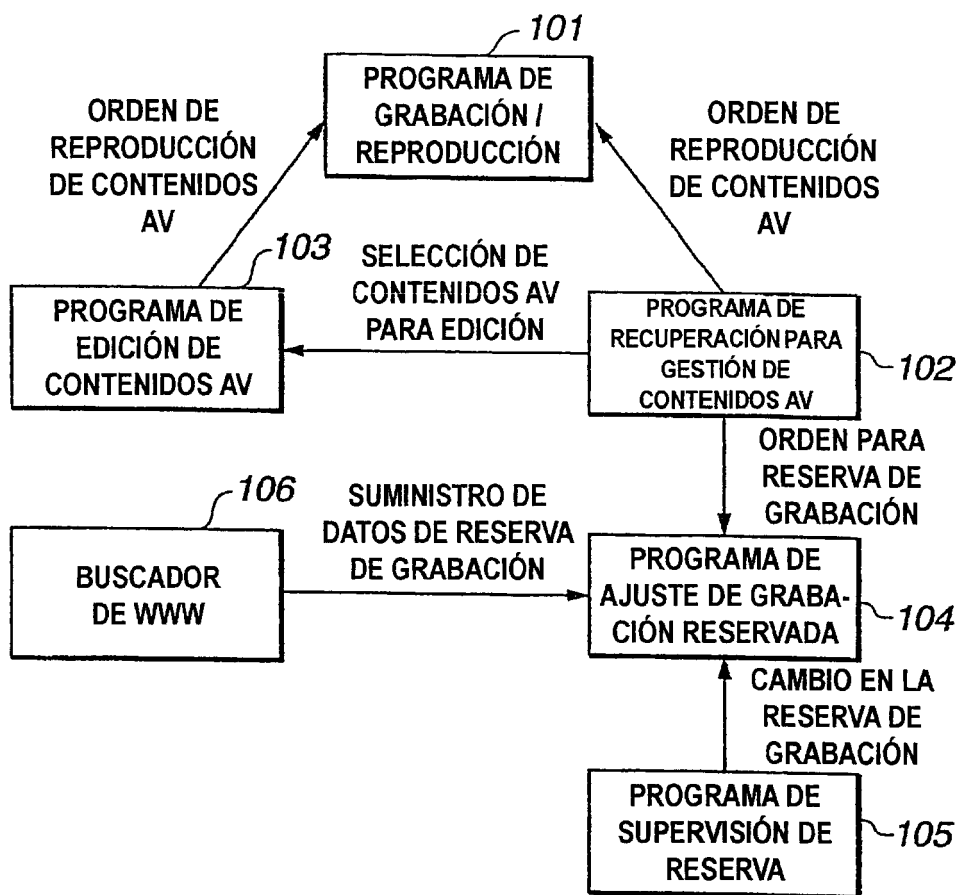 101
PROGRAMA DE
GRABACIÓN /
REPRODUCCIÓN
ORDEN DE
REPRODUCCIÓN
DE CONTENIDOS
AV
ORDEN DE
REPRODUCCIÓN
DE CONTENIDOS
AV
103
PROGRAMA DE
EDICIÓN DE
CONTENIDOS AV
SELECCIÓN DE
CONTENIDOS AV
PARA EDICIÓN
PROGRAMA DE
RECUPERACIÓN PARA
GESTIÓN DE
CONTENIDOS AV
102
ORDEN PARA
RESERVA DE
GRABACIÓN
106
BUSCADOR
DE WWW
SUMINISTRO DE
DATOS DE RESERVA
DE GRABACIÓN
PROGRAMA DE
AJUSTE DE GRABA-
CIÓN RESERVADA
104
CAMBIO EN LA
RESERVA DE
GRABACIÓN
PROGRAMA DE
SUPERVISIÓN DE
RESERVA
105